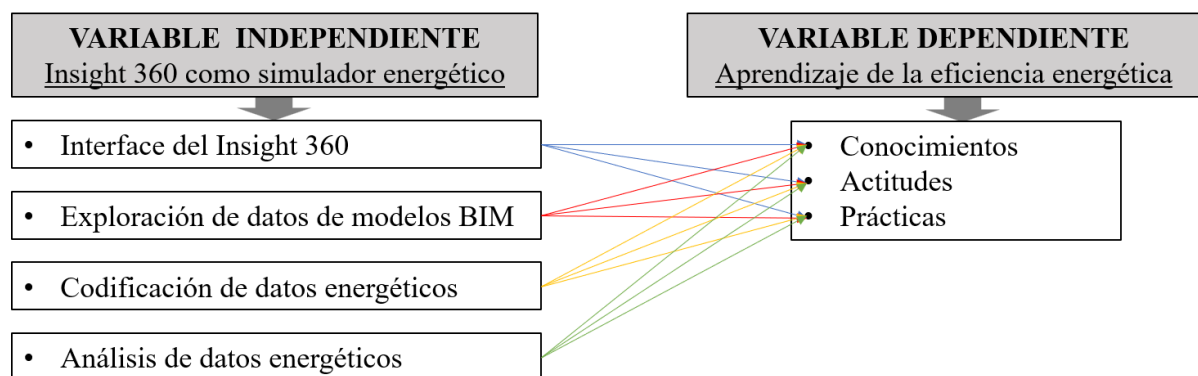 VARIABLE INDEPENDIENTE
Insight 360 como simulador energético
• Interface del Insight 360
• Exploración de datos de modelos BIM
• Codificación de datos energéticos
• Análisis de datos energéticos
VARIABLE DEPENDIENTE
Aprendizaje de la eficiencia energética
• Conocimientos
• Actitudes
• Prácticas